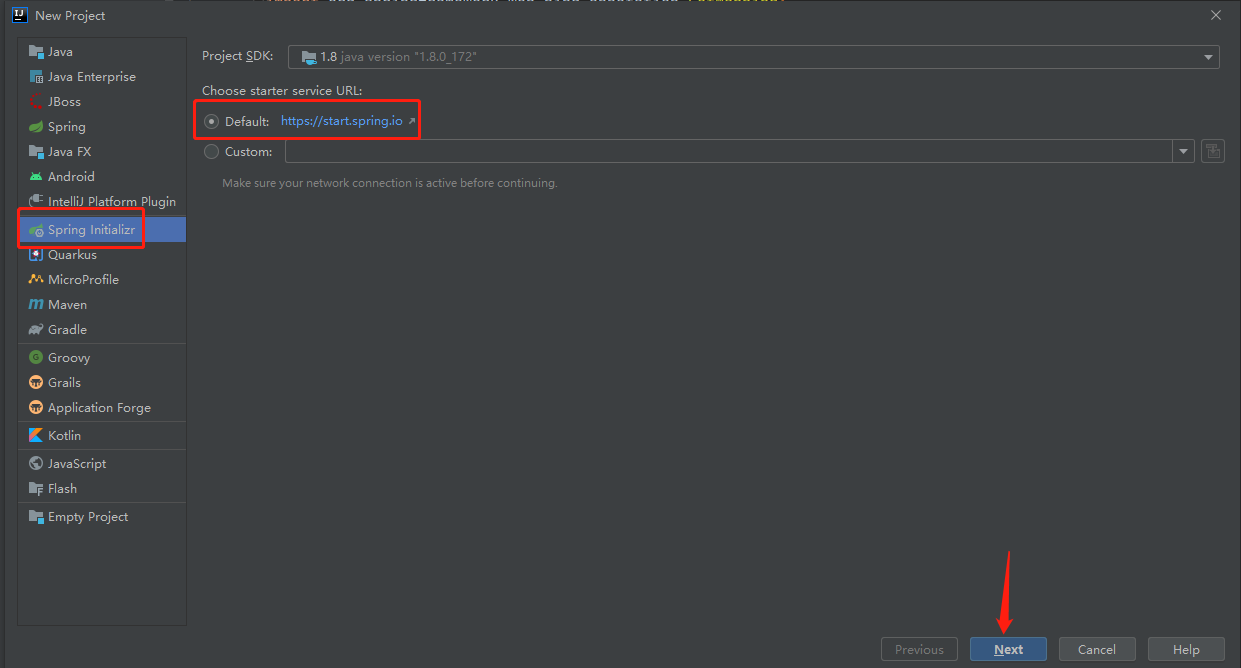 New Project
Java
Java Enterprise
JBoss
Spring
Java FX
Android
IntelliJ Platform Plugin
Spring Initializr
Quarkus
MicroProfile
Maven
Gradle
Groovy
Grails
Application Forge
Kotlin
JavaScript
Flash
Empty Project
Project SDK: 1.8 java version "1.8.0_172"
Choose starter service URL:
Default: https://start.spring.io
Custom:
Make sure your network connection is active before continuing.
Previous Next Cancel Help